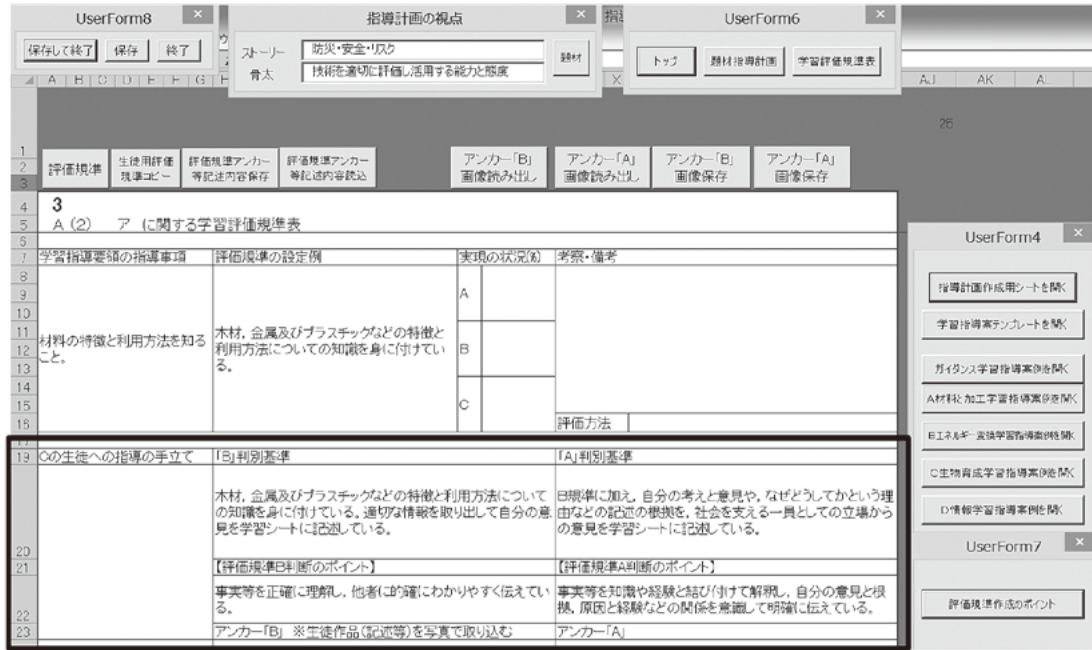 UserForm8
保存して終了 保存 終了
指導計画の視点
ストーリー 防災・安全・リスク
骨太 技術を適切に評価し活用する能力と態度
題材
UserForm6
トップ 題材指導計画 学習評価規準表
A B C D E F G
X
AJ AK AL
26
評価規準
生徒用評価
規準コピー
評価規準アンカー
等記述内容保存
評価規準アンカー
等記述内容読込
アンカー「B」
画像読み出し
アンカー「A」
画像読み出し
アンカー「B」
画像保存
アンカー「A」
画像保存
1
2
3
4
5
6
7
8
9
10
11
12
13
14
15
16
17
19
20
21
22
23
3
A (2) ア に関する学習評価規準表
学習指導要領の指導事項 評価規準の設定例 実現の状況(%) 考察・備考
材料の特徴と利用方法を知る
こと。
木材，金属及びプラスチックなどの特徴と
利用方法についての知識を身に付けてい
る。
A
B
C
評価方法
Cの生徒への指導の手立て 「B」判別基準 「A」判別基準
木材，金属及びプラスチックなどの特徴と利用方法について
の知識を身に付けている。適切な情報を取り出して自分の意
見を学習シートに記述している。
B規準に加え，自分の考えと意見や，なぜどうしてかという理
由などの記述の根拠を，社会を支える一員としての立場から
の意見を学習シートに記述している。
【評価規準B判断のポイント】 【評価規準A判断のポイント】
事実等を正確に理解し，他者に的確にわかりやすく伝えてい
る。
事実等を知識や経験と結び付けて解釈し，自分の意見と根
拠，原因と経験などの関係を意識して明確に伝えている。
アンカー「B」 ※生徒作品(記述等)を写真で取り込む アンカー「A」
UserForm4
指導計画作成用シートを開く
学習指導案テンプレートを開く
ガイダンス学習指導案例を開く
A材料と加工学習指導案例を開く
Bエネルギー変換学習指導案例を開く
C生物育成学習指導案例を開く
D情報学習指導案例を開く
UserForm7
評価規準作成のポイント